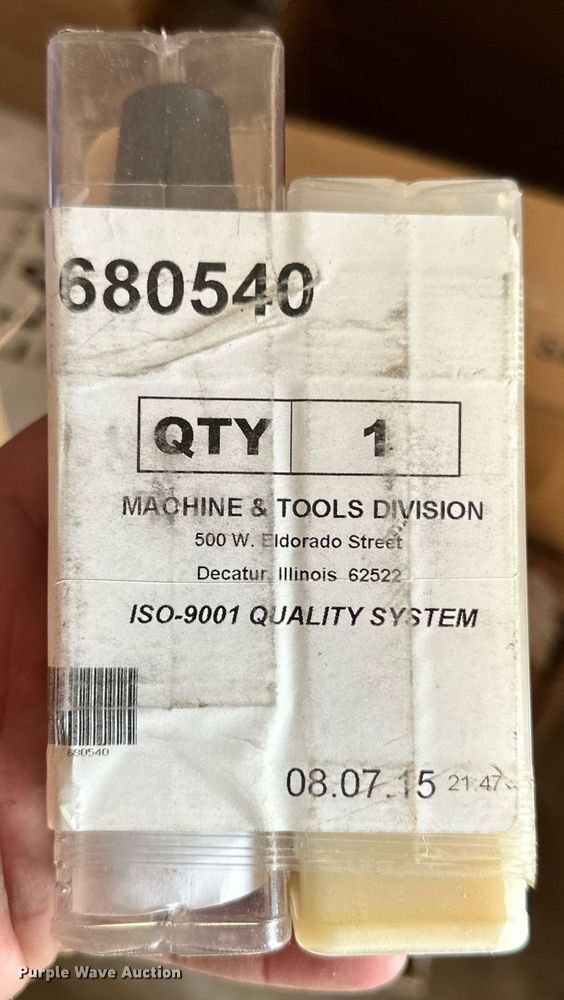 680540
QTY 1
MACHINE & TOOLS DIVISION
500 W. Eldorado Street
Decatur, Illinois 62522
ISO-9001 QUALITY SYSTEM
680540
08.07.15 21:47
Purple Wave Auction